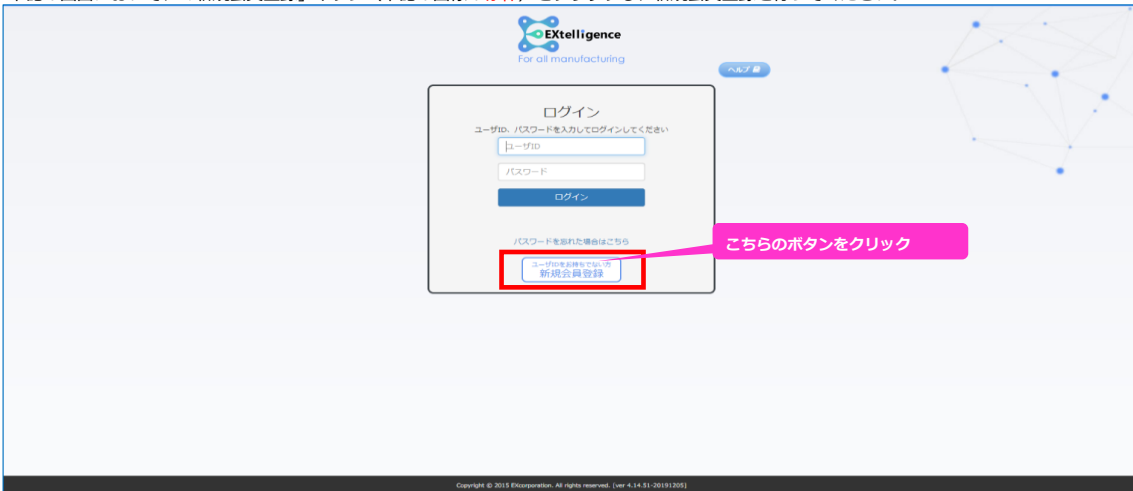 EXtelligence
For all manufacturing
ヘルプ
ログイン
ユーザID、パスワードを入力してログインしてください
ユーザID
パスワード
ログイン
パスワードを忘れた場合はこちら
こちらのボタンをクリック
ユーザIDをお持ちでない方
新規会員登録
Copyright © 2015 EXcorporation. All rights reserved. [ver 4.14.51-20191205]